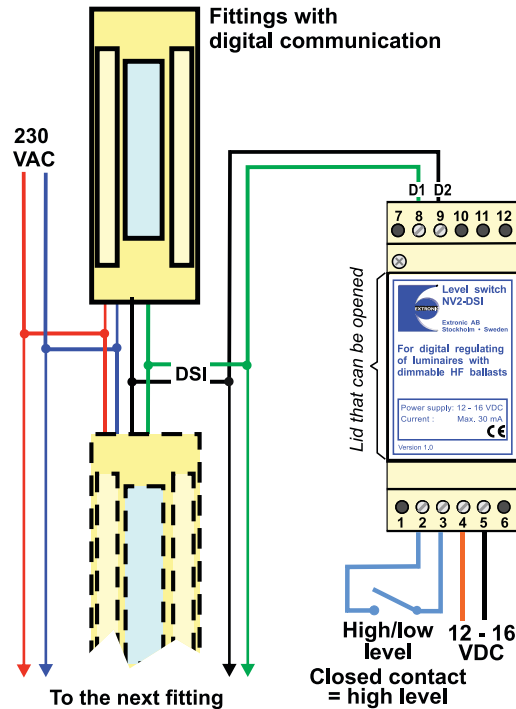 Fittings with
digital communication
230
VAC
D1 D2
7 8 9 10 11 12
Lid that can be opened
EXTRONIC
Level switch
NV2-DSI
Extronic AB
Stockholm • Sweden
For digital regulating
of luminaires with
dimmable HF ballasts
Power supply: 12 - 16 VDC
Current : Max. 30 mA
CE
Version 1.0
DSI
1 2 3 4 5 6
High/low
level
12 - 16
VDC
Closed contact
= high level
To the next fitting